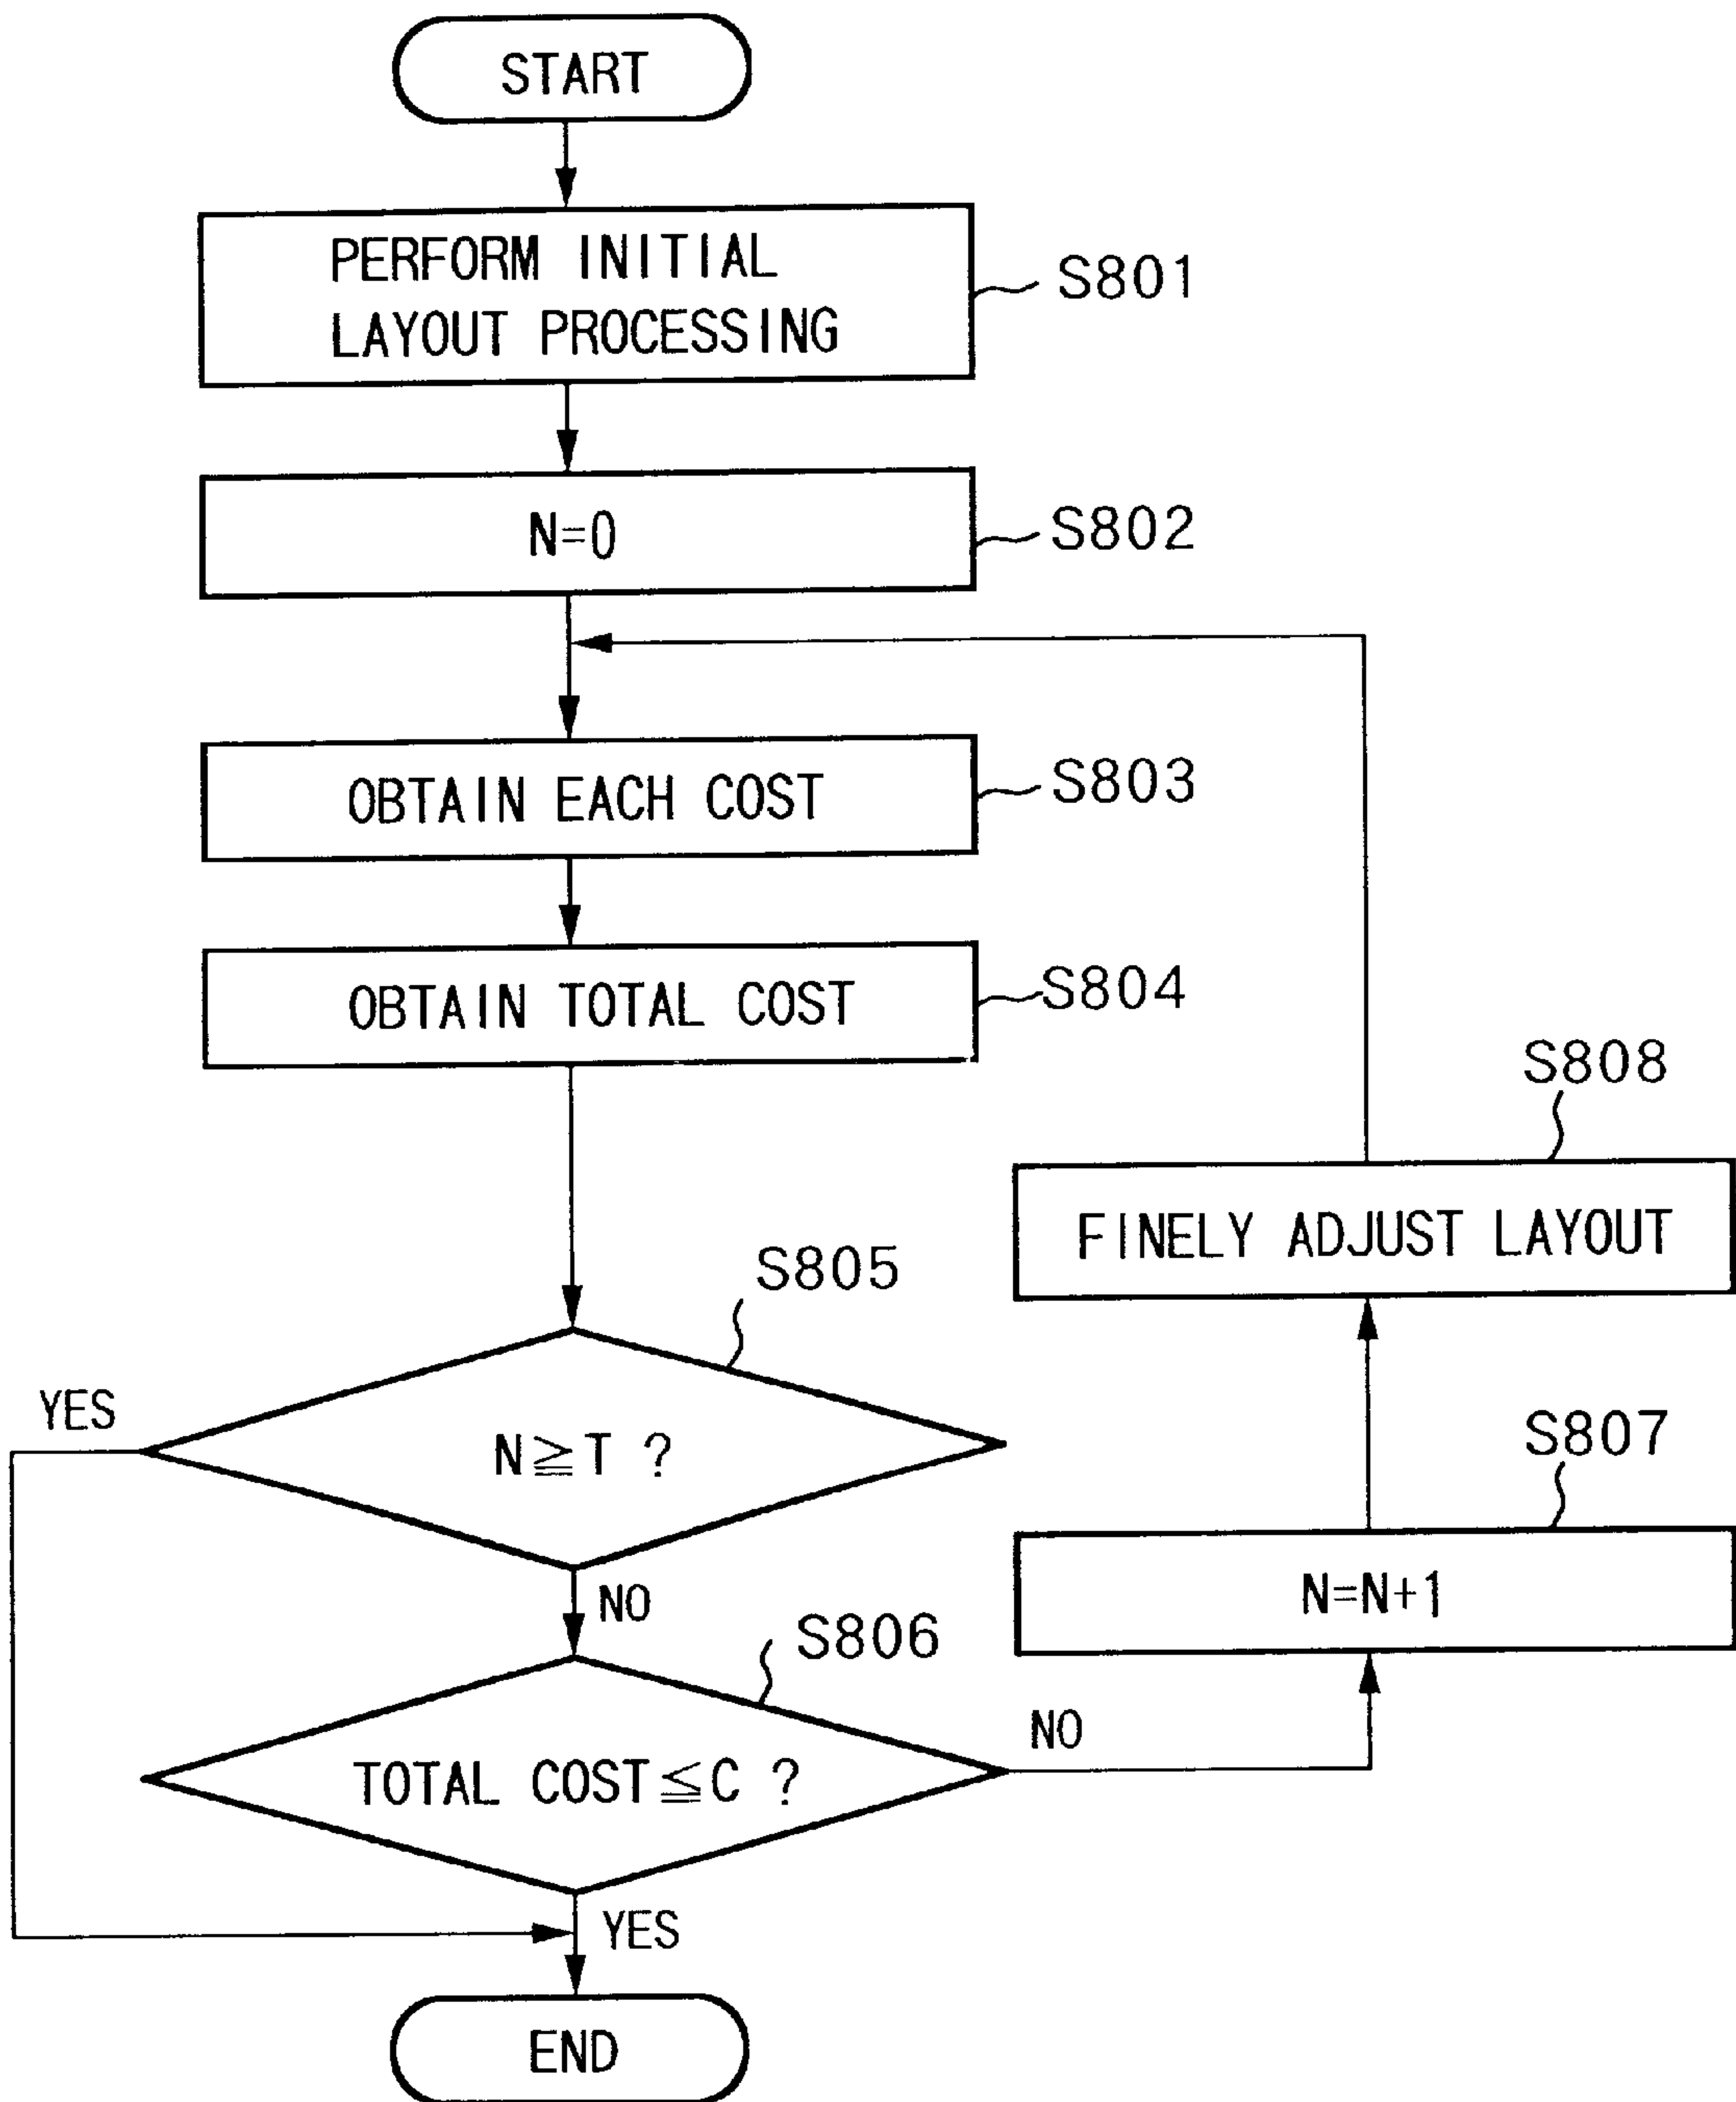 START
PERFORM INITIAL
LAYOUT PROCESSING
S801
N=0
S802
OBTAIN EACH COST
S803
OBTAIN TOTAL COST
S804
S805
N≧T ?
YES
NO
S806
TOTAL COST≦C ?
NO
YES
S807
N=N+1
S808
FINELY ADJUST LAYOUT
END